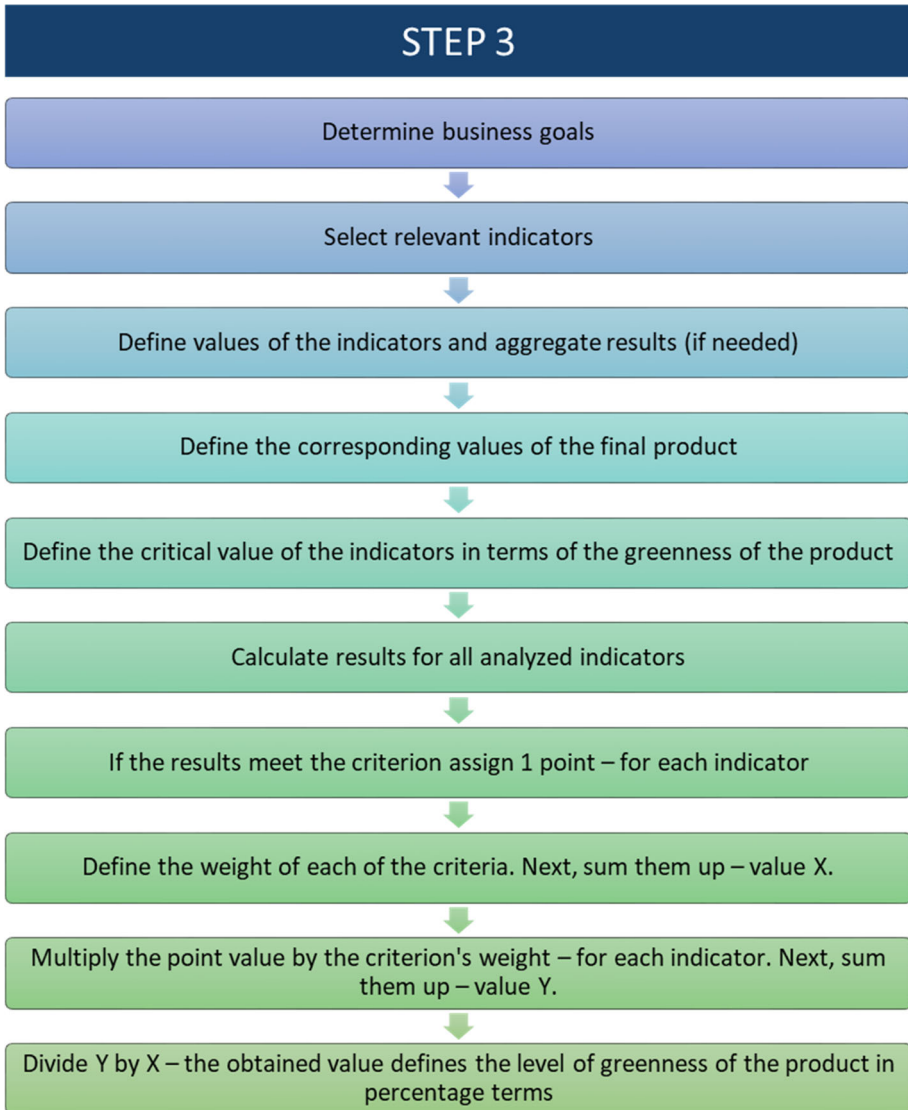 STEP 3
Determine business goals
Select relevant indicators
Define values of the indicators and aggregate results (if needed)
Define the corresponding values of the final product
Define the critical value of the indicators in terms of the greenness of the product
Calculate results for all analyzed indicators
If the results meet the criterion assign 1 point – for each indicator
Define the weight of each of the criteria. Next, sum them up – value X.
Multiply the point value by the criterion's weight – for each indicator. Next, sum
them up – value Y.
Divide Y by X – the obtained value defines the level of greenness of the product in
percentage terms